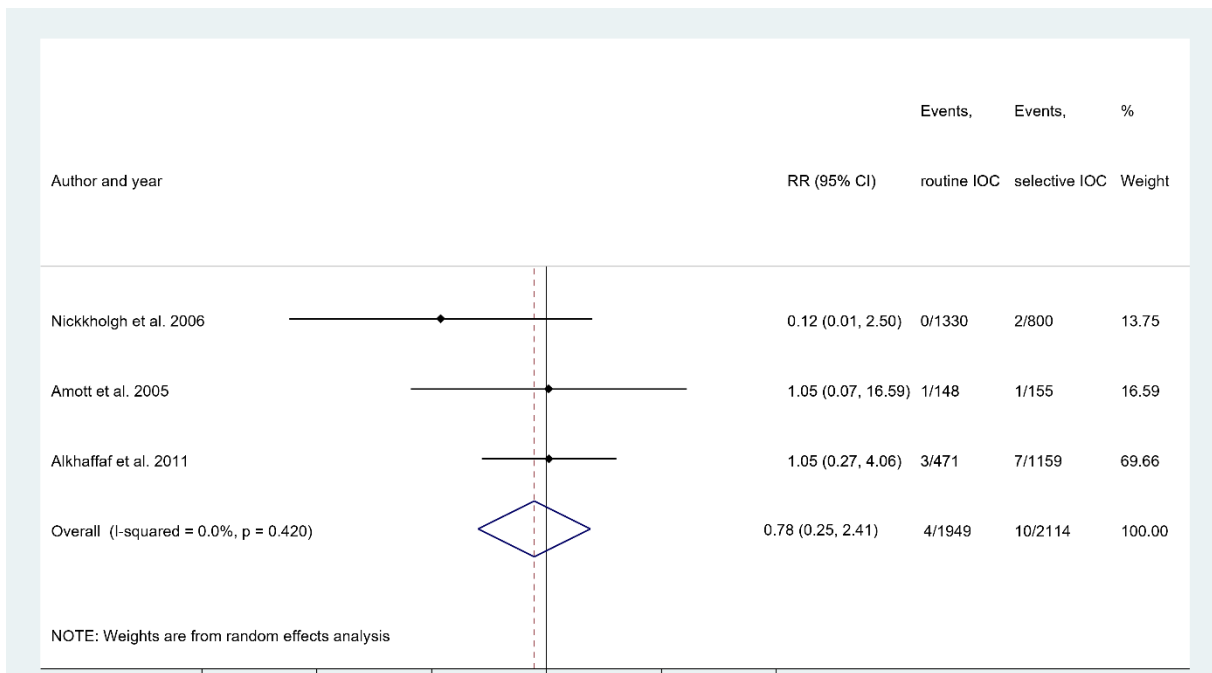 Events, Events, %
Author and year RR (95% CI) routine IOC selective IOC Weight
Nickkholgh et al. 2006 0.12 (0.01, 2.50) 0/1330 2/800 13.75
Amott et al. 2005 1.05 (0.07, 16.59) 1/148 1/155 16.59
Alkhaffaf et al. 2011 1.05 (0.27, 4.06) 3/471 7/1159 69.66
Overall (I-squared = 0.0%, p = 0.420) 0.78 (0.25, 2.41) 4/1949 10/2114 100.00
NOTE: Weights are from random effects analysis